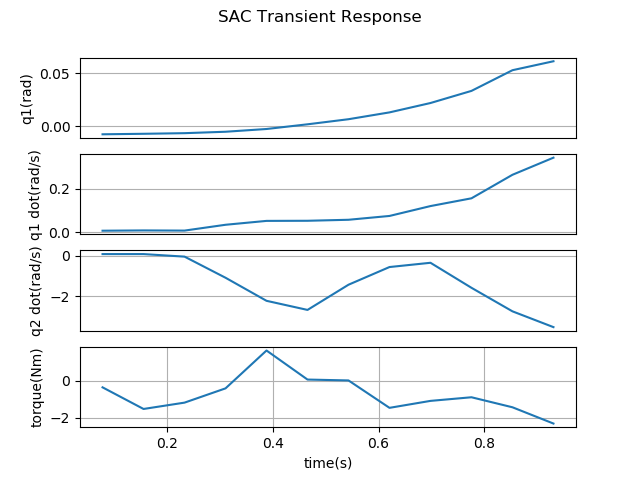 SAC Transient Response
q1(rad)
0.05
0.00
q1 dot(rad/s)
0.2
0.0
q2 dot(rad/s)
0
−2
torque(Nm)
0
−2
0.2 0.4 0.6 0.8
time(s)